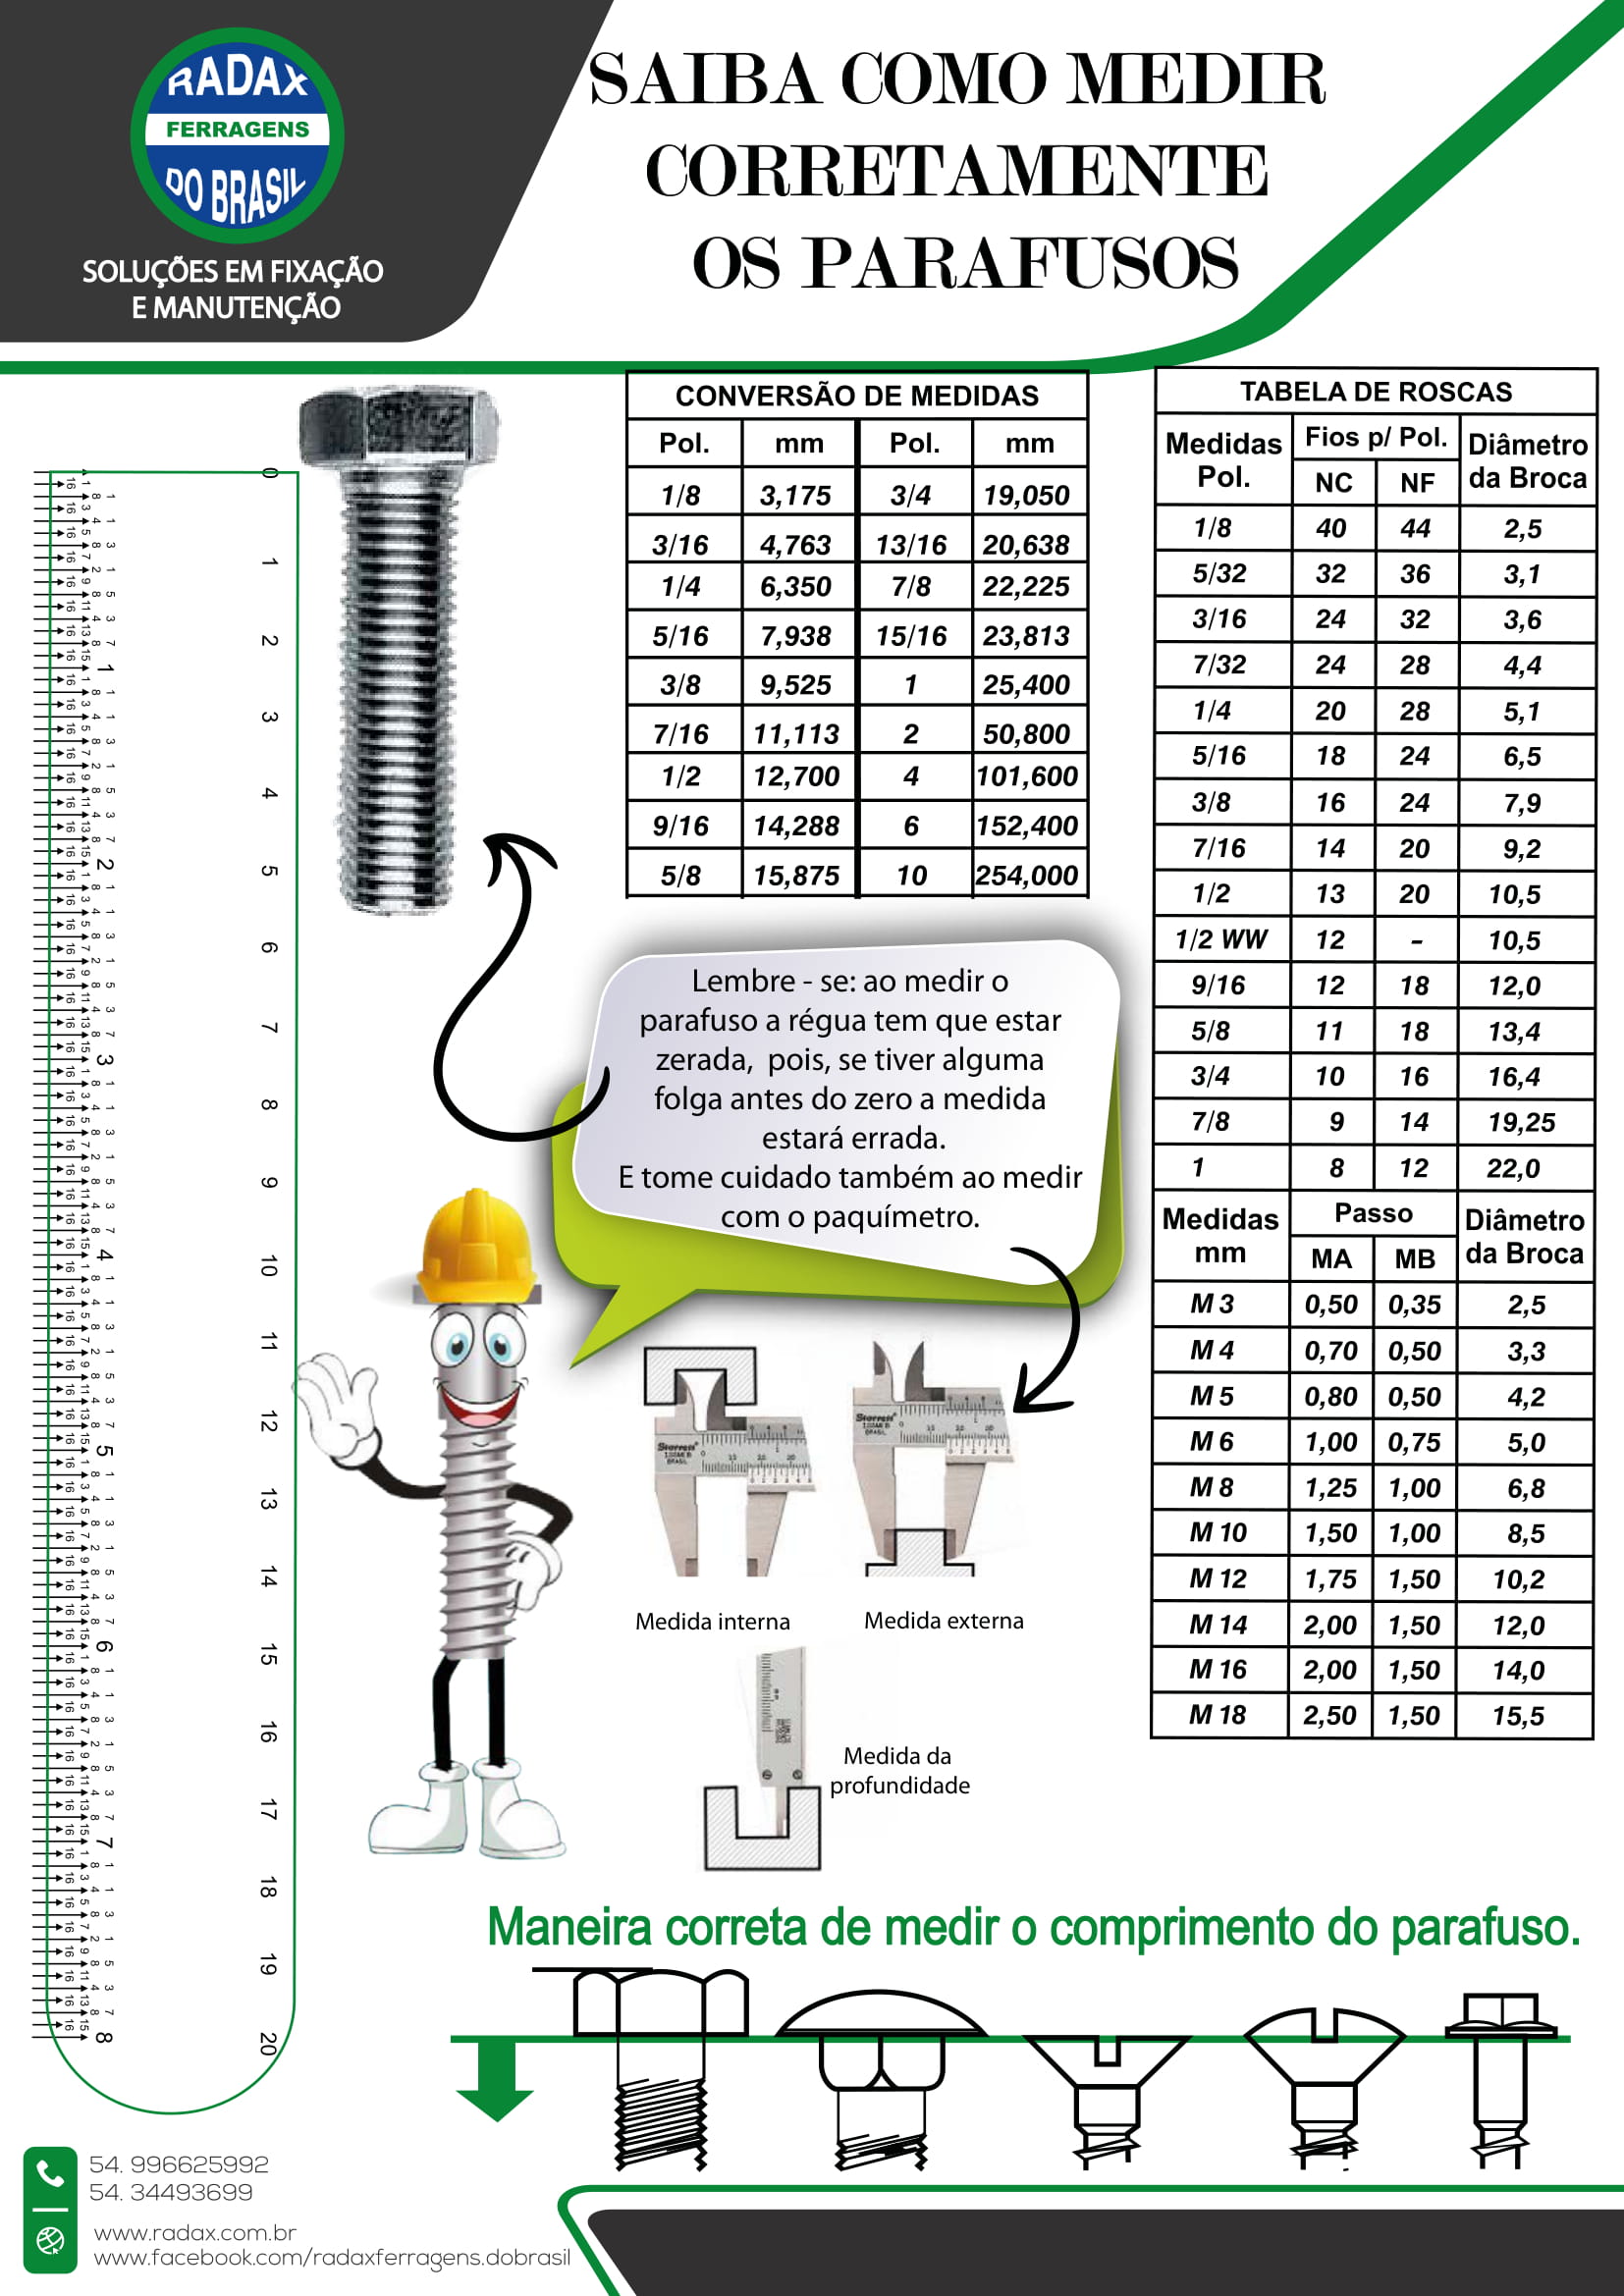 RADAX
FERRAGENS
DO BRASIL
SOLUÇÕES EM FIXAÇÃO
E MANUTENÇÃO
SAIBA COMO MEDIR
CORRETAMENTE
OS PARAFUSOS
CONVERSÃO DE MEDIDAS
Pol. mm Pol. mm
1/8 3,175 3/4 19,050
3/16 4,763 13/16 20,638
1/4 6,350 7/8 22,225
5/16 7,938 15/16 23,813
3/8 9,525 1 25,400
7/16 11,113 2 50,800
1/2 12,700 4 101,600
9/16 14,288 6 152,400
5/8 15,875 10 254,000
TABELA DE ROSCAS
Medidas Pol. Fios p/ Pol. Diâmetro da Broca
NC NF
1/8 40 44 2,5
5/32 32 36 3,1
3/16 24 32 3,6
7/32 24 28 4,4
1/4 20 28 5,1
5/16 18 24 6,5
3/8 16 24 7,9
7/16 14 20 9,2
1/2 13 20 10,5
1/2 WW 12 - 10,5
9/16 12 18 12,0
5/8 11 18 13,4
3/4 10 16 16,4
7/8 9 14 19,25
1 8 12 22,0
Medidas mm Passo Diâmetro da Broca
MA MB
M 3 0,50 0,35 2,5
M 4 0,70 0,50 3,3
M 5 0,80 0,50 4,2
M 6 1,00 0,75 5,0
M 8 1,25 1,00 6,8
M 10 1,50 1,00 8,5
M 12 1,75 1,50 10,2
M 14 2,00 1,50 12,0
M 16 2,00 1,50 14,0
M 18 2,50 1,50 15,5
0
1
2
3
4
5
6
7
8
9
10
11
12
13
14
15
16
17
18
19
20
1
2
3
4
5
6
7
8
Lembre - se: ao medir o
parafuso a régua tem que estar
zerada, pois, se tiver alguma
folga antes do zero a medida
estará errada.
E tome cuidado também ao medir
com o paquímetro.
Starrett
BRASIL
Starrett
BRASIL
Medida interna
Medida externa
Medida da
profundidade
Maneira correta de medir o comprimento do parafuso.
54. 996625992
54. 34493699
www.radax.com.br
www.facebook.com/radaxferragens.dobrasil